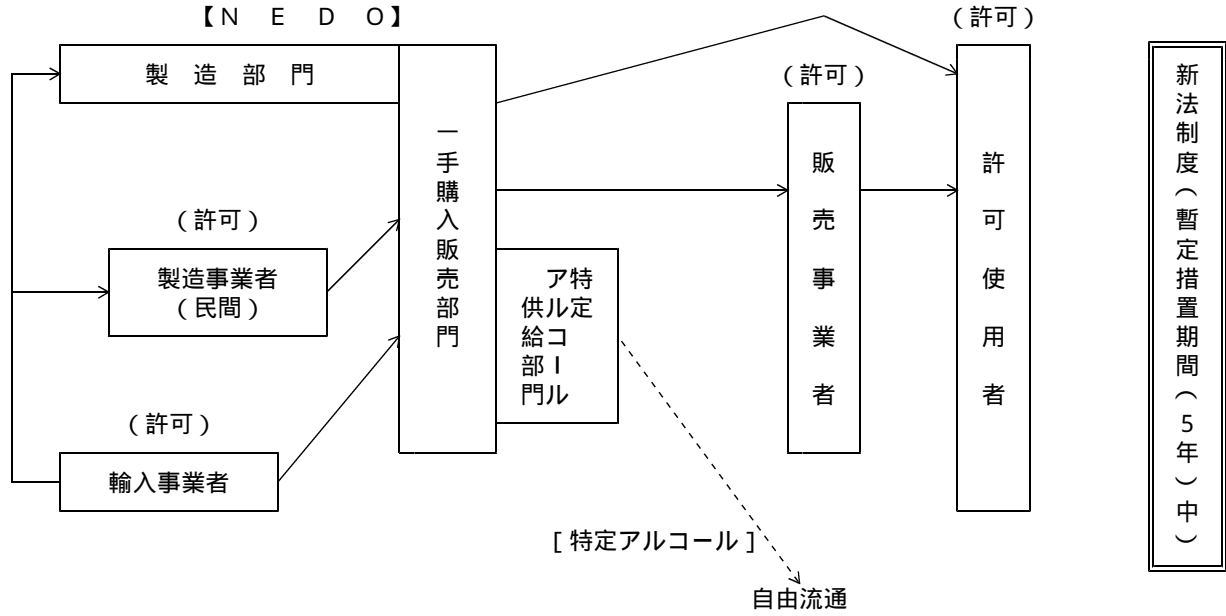 【ＮＥＤＯ】
（許可）
製造部門
（許可）
一手購入販売部門
販売事業者
許可使用者
新法制度（暫定措置期間（５年）中）
（許可）
製造事業者
（民間）
特定アルコール
供給部門
（許可）
輸入事業者
［特定アルコール］
自由流通